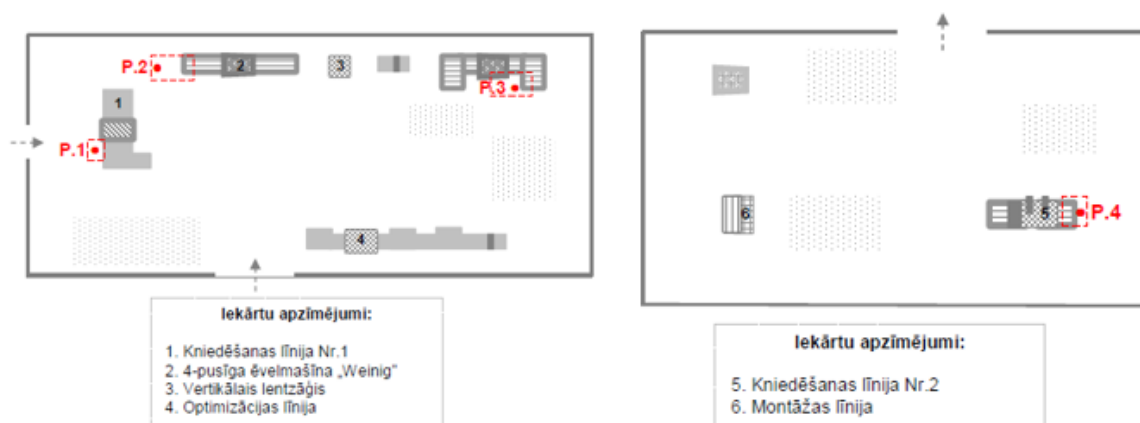 P.2
2
3
P.3
1
P.1
4
Iekārtu apzīmējumi:
1. Kniedēšanas līnija Nr.1
2. 4-pusīga ēvelmašīna „Weinig”
3. Vertikālais lentzāģis
4. Optimizācijas līnija
6
5
P.4
Iekārtu apzīmējumi:
5. Kniedēšanas līnija Nr.2
6. Montāžas līnija